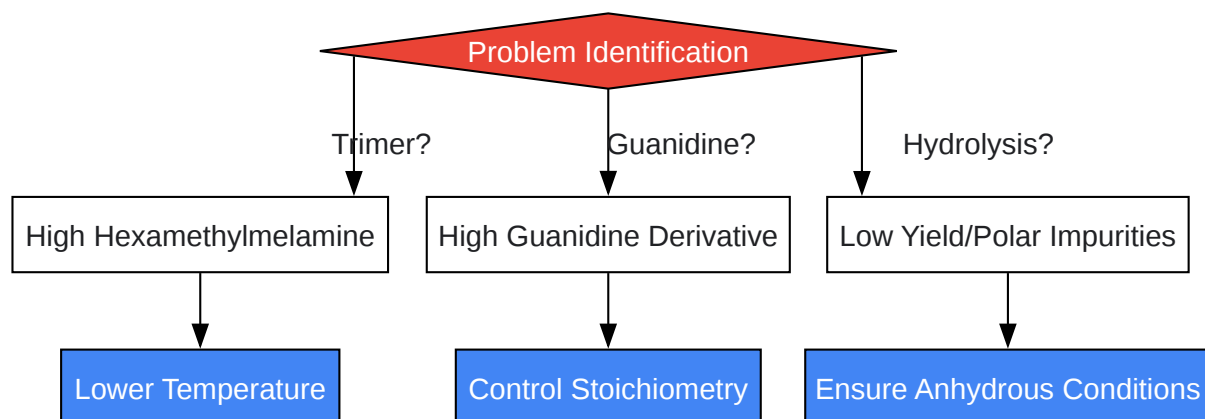 Problem Identification
Trimer?
Guanidine?
Hydrolysis?
High Hexamethylmelamine
High Guanidine Derivative
Low Yield/Polar Impurities
Lower Temperature
Control Stoichiometry
Ensure Anhydrous Conditions